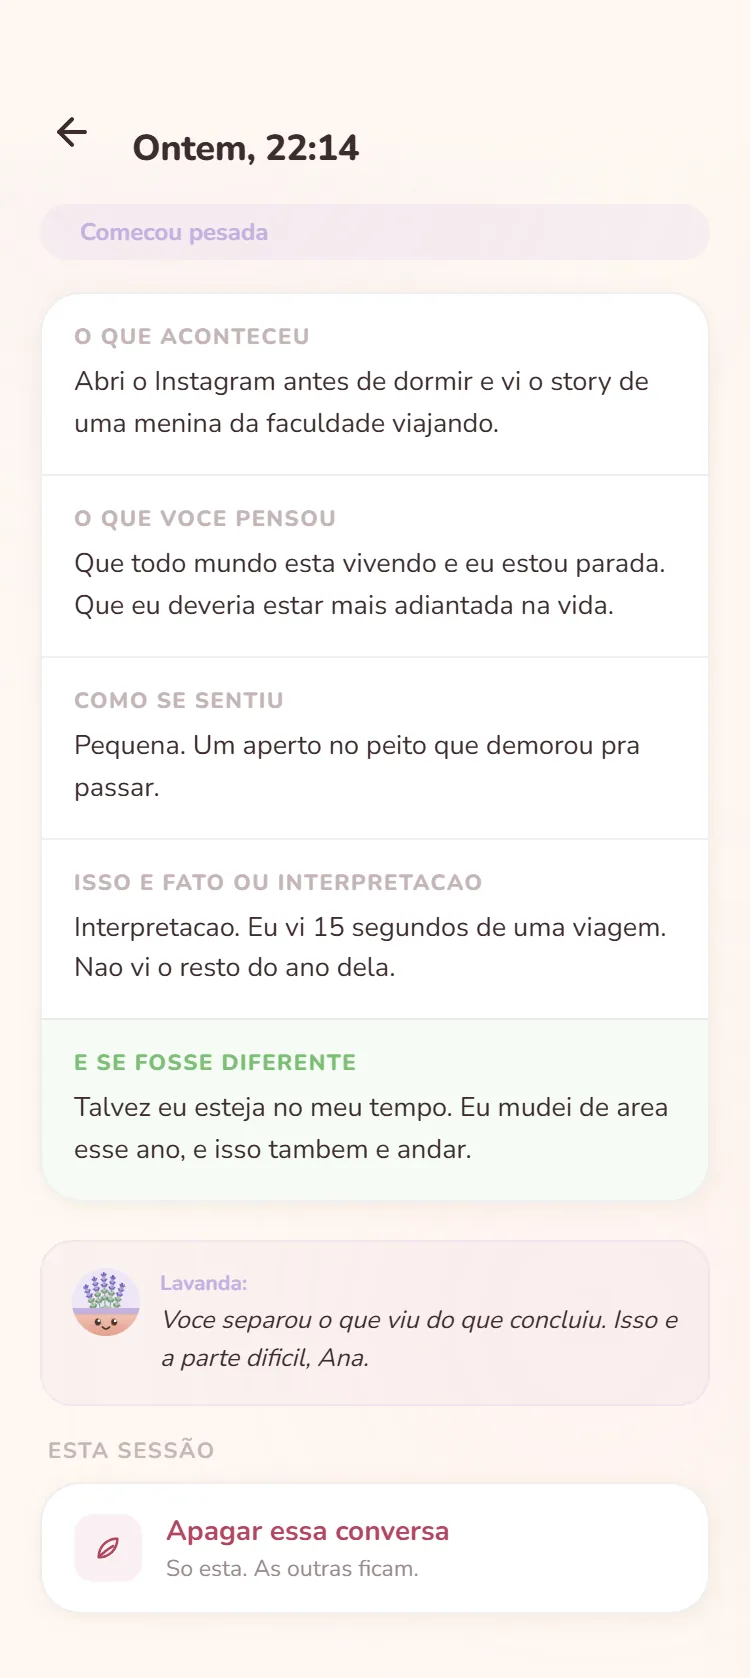 Ontem, 22:14
Comecou pesada
O QUE ACONTECEU
Abri o Instagram antes de dormir e vi o story de
uma menina da faculdade viajando.
O QUE VOCE PENSOU
Que todo mundo esta vivendo e eu estou parada.
Que eu deveria estar mais adiantada na vida.
COMO SE SENTIU
Pequena. Um aperto no peito que demorou pra
passar.
ISSO E FATO OU INTERPRETACAO
Interpretacao. Eu vi 15 segundos de uma viagem.
Nao vi o resto do ano dela.
E SE FOSSE DIFERENTE
Talvez eu esteja no meu tempo. Eu mudei de area
esse ano, e isso tambem e andar.
Lavanda:
Voce separou o que viu do que concluiu. Isso e
a parte dificil, Ana.
ESTA SESSÃO
Apagar essa conversa
So esta. As outras ficam.